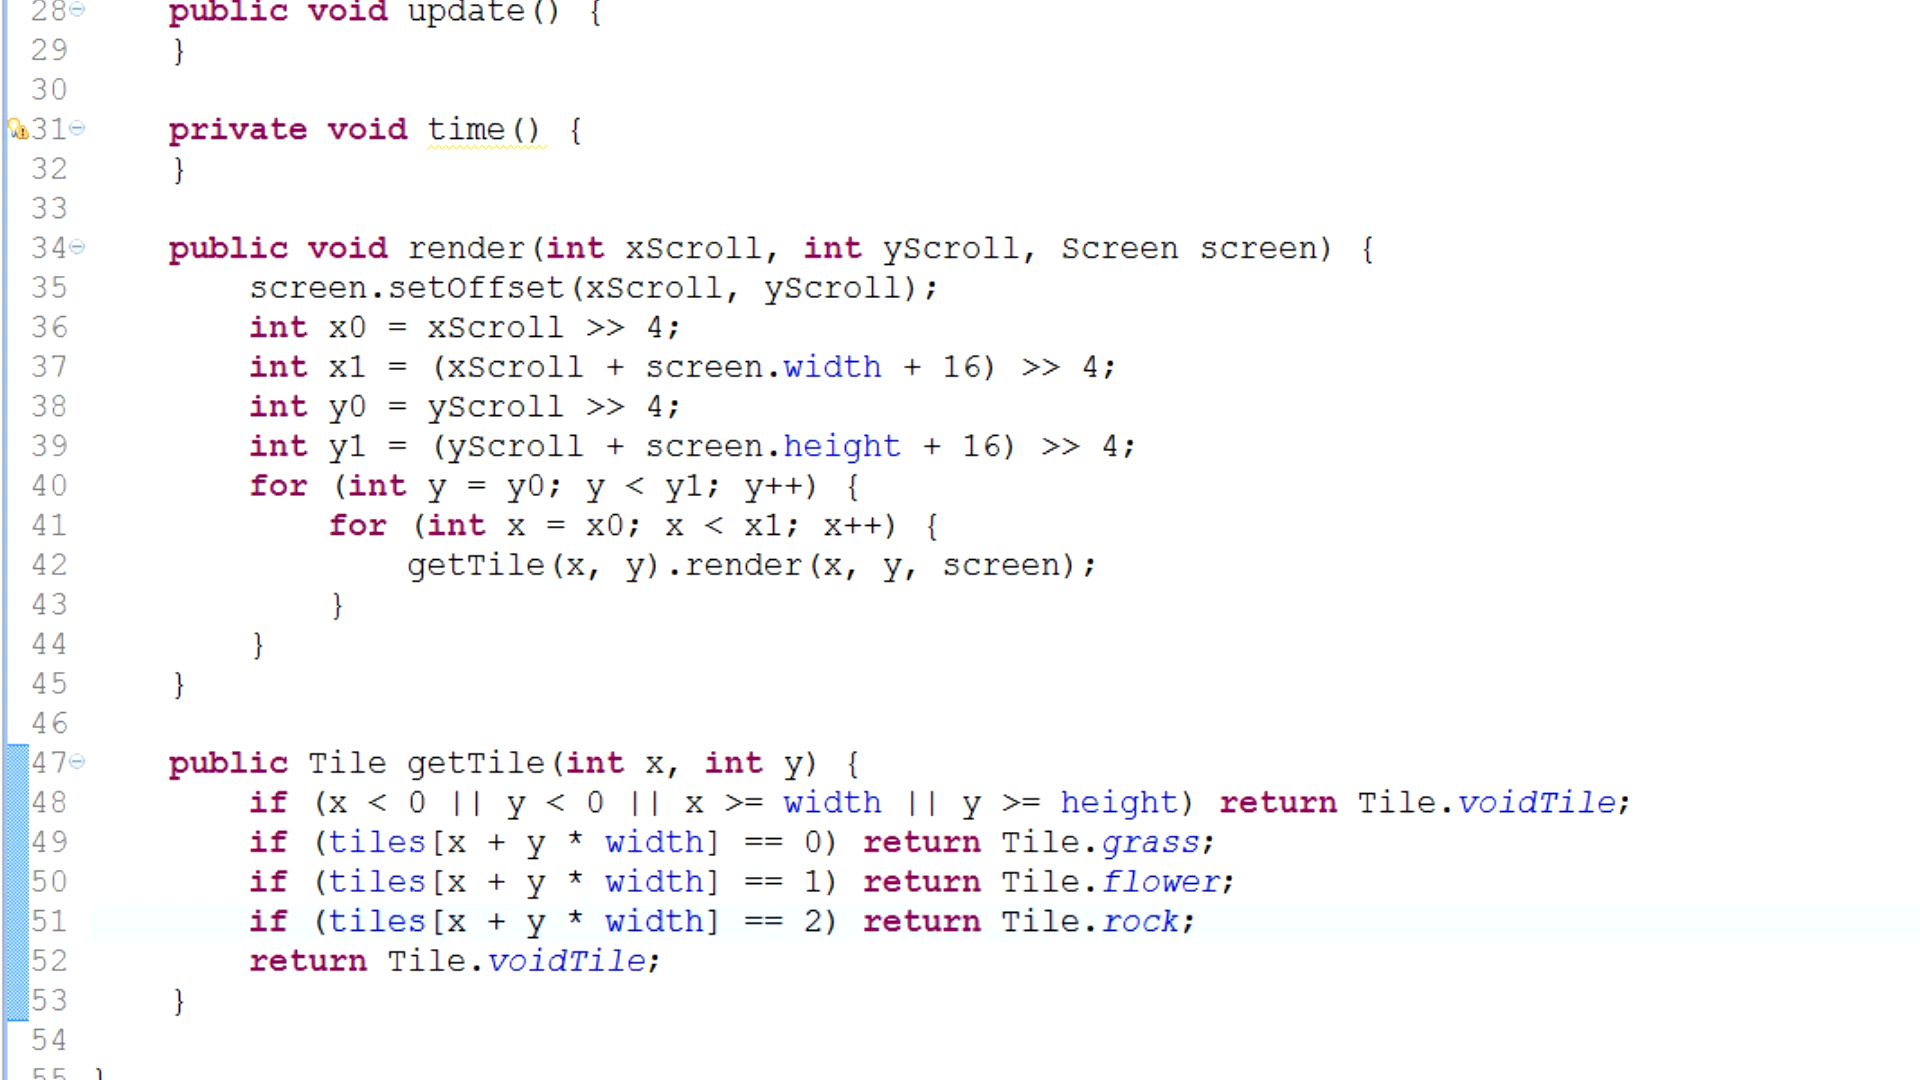 28 public void update() {
29 }
30
31 private void time() {
32 }
33
34 public void render(int xScroll, int yScroll, Screen screen) {
35 screen.setOffset(xScroll, yScroll);
36 int x0 = xScroll >> 4;
37 int x1 = (xScroll + screen.width + 16) >> 4;
38 int y0 = yScroll >> 4;
39 int y1 = (yScroll + screen.height + 16) >> 4;
40 for (int y = y0; y < y1; y++) {
41 for (int x = x0; x < x1; x++) {
42 getTile(x, y).render(x, y, screen);
43 }
44 }
45 }
46
47 public Tile getTile(int x, int y) {
48 if (x < 0 || y < 0 || x >= width || y >= height) return Tile.voidTile;
49 if (tiles[x + y * width] == 0) return Tile.grass;
50 if (tiles[x + y * width] == 1) return Tile.flower;
51 if (tiles[x + y * width] == 2) return Tile.rock;
52 return Tile.voidTile;
53 }
54
55 }